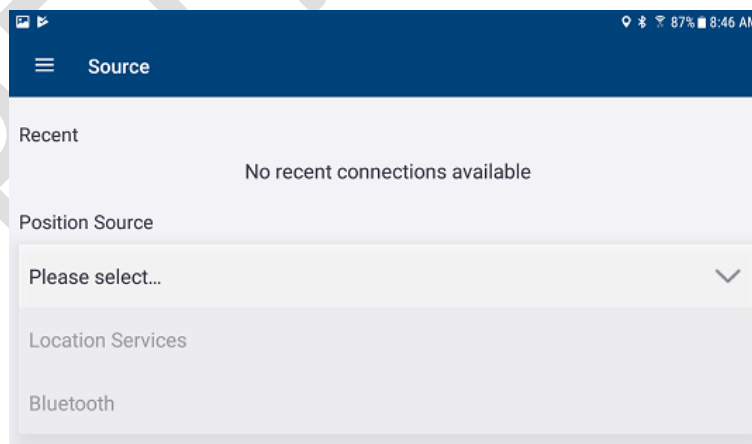 87% 8:46 AM
Source
Recent
No recent connections available
Position Source
Please select...
Location Services
Bluetooth